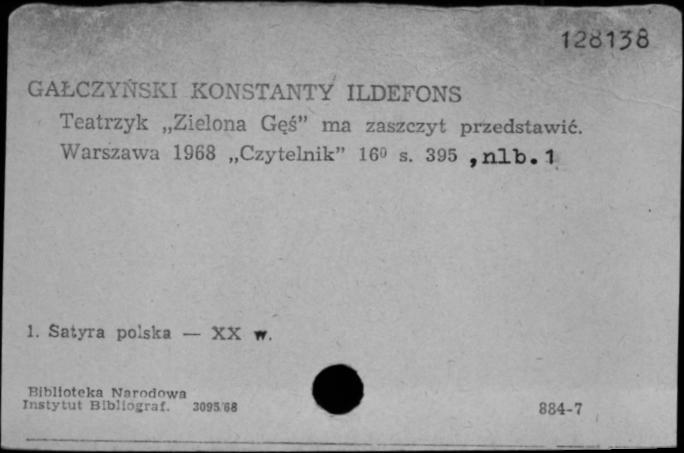 128138
GAŁCZYŃSKI KONSTANTY ILDEFONS
Teatrzyk „Zielona Gęś” ma zaszczyt przedstawić.
Warszawa 1968 „Czytelnik” 16⁰ s. 395 , nlb. 1
1. Satyra polska — XX w.
Biblioteka Narodowa
Instytut Bibliograf. 3095/68
884-7